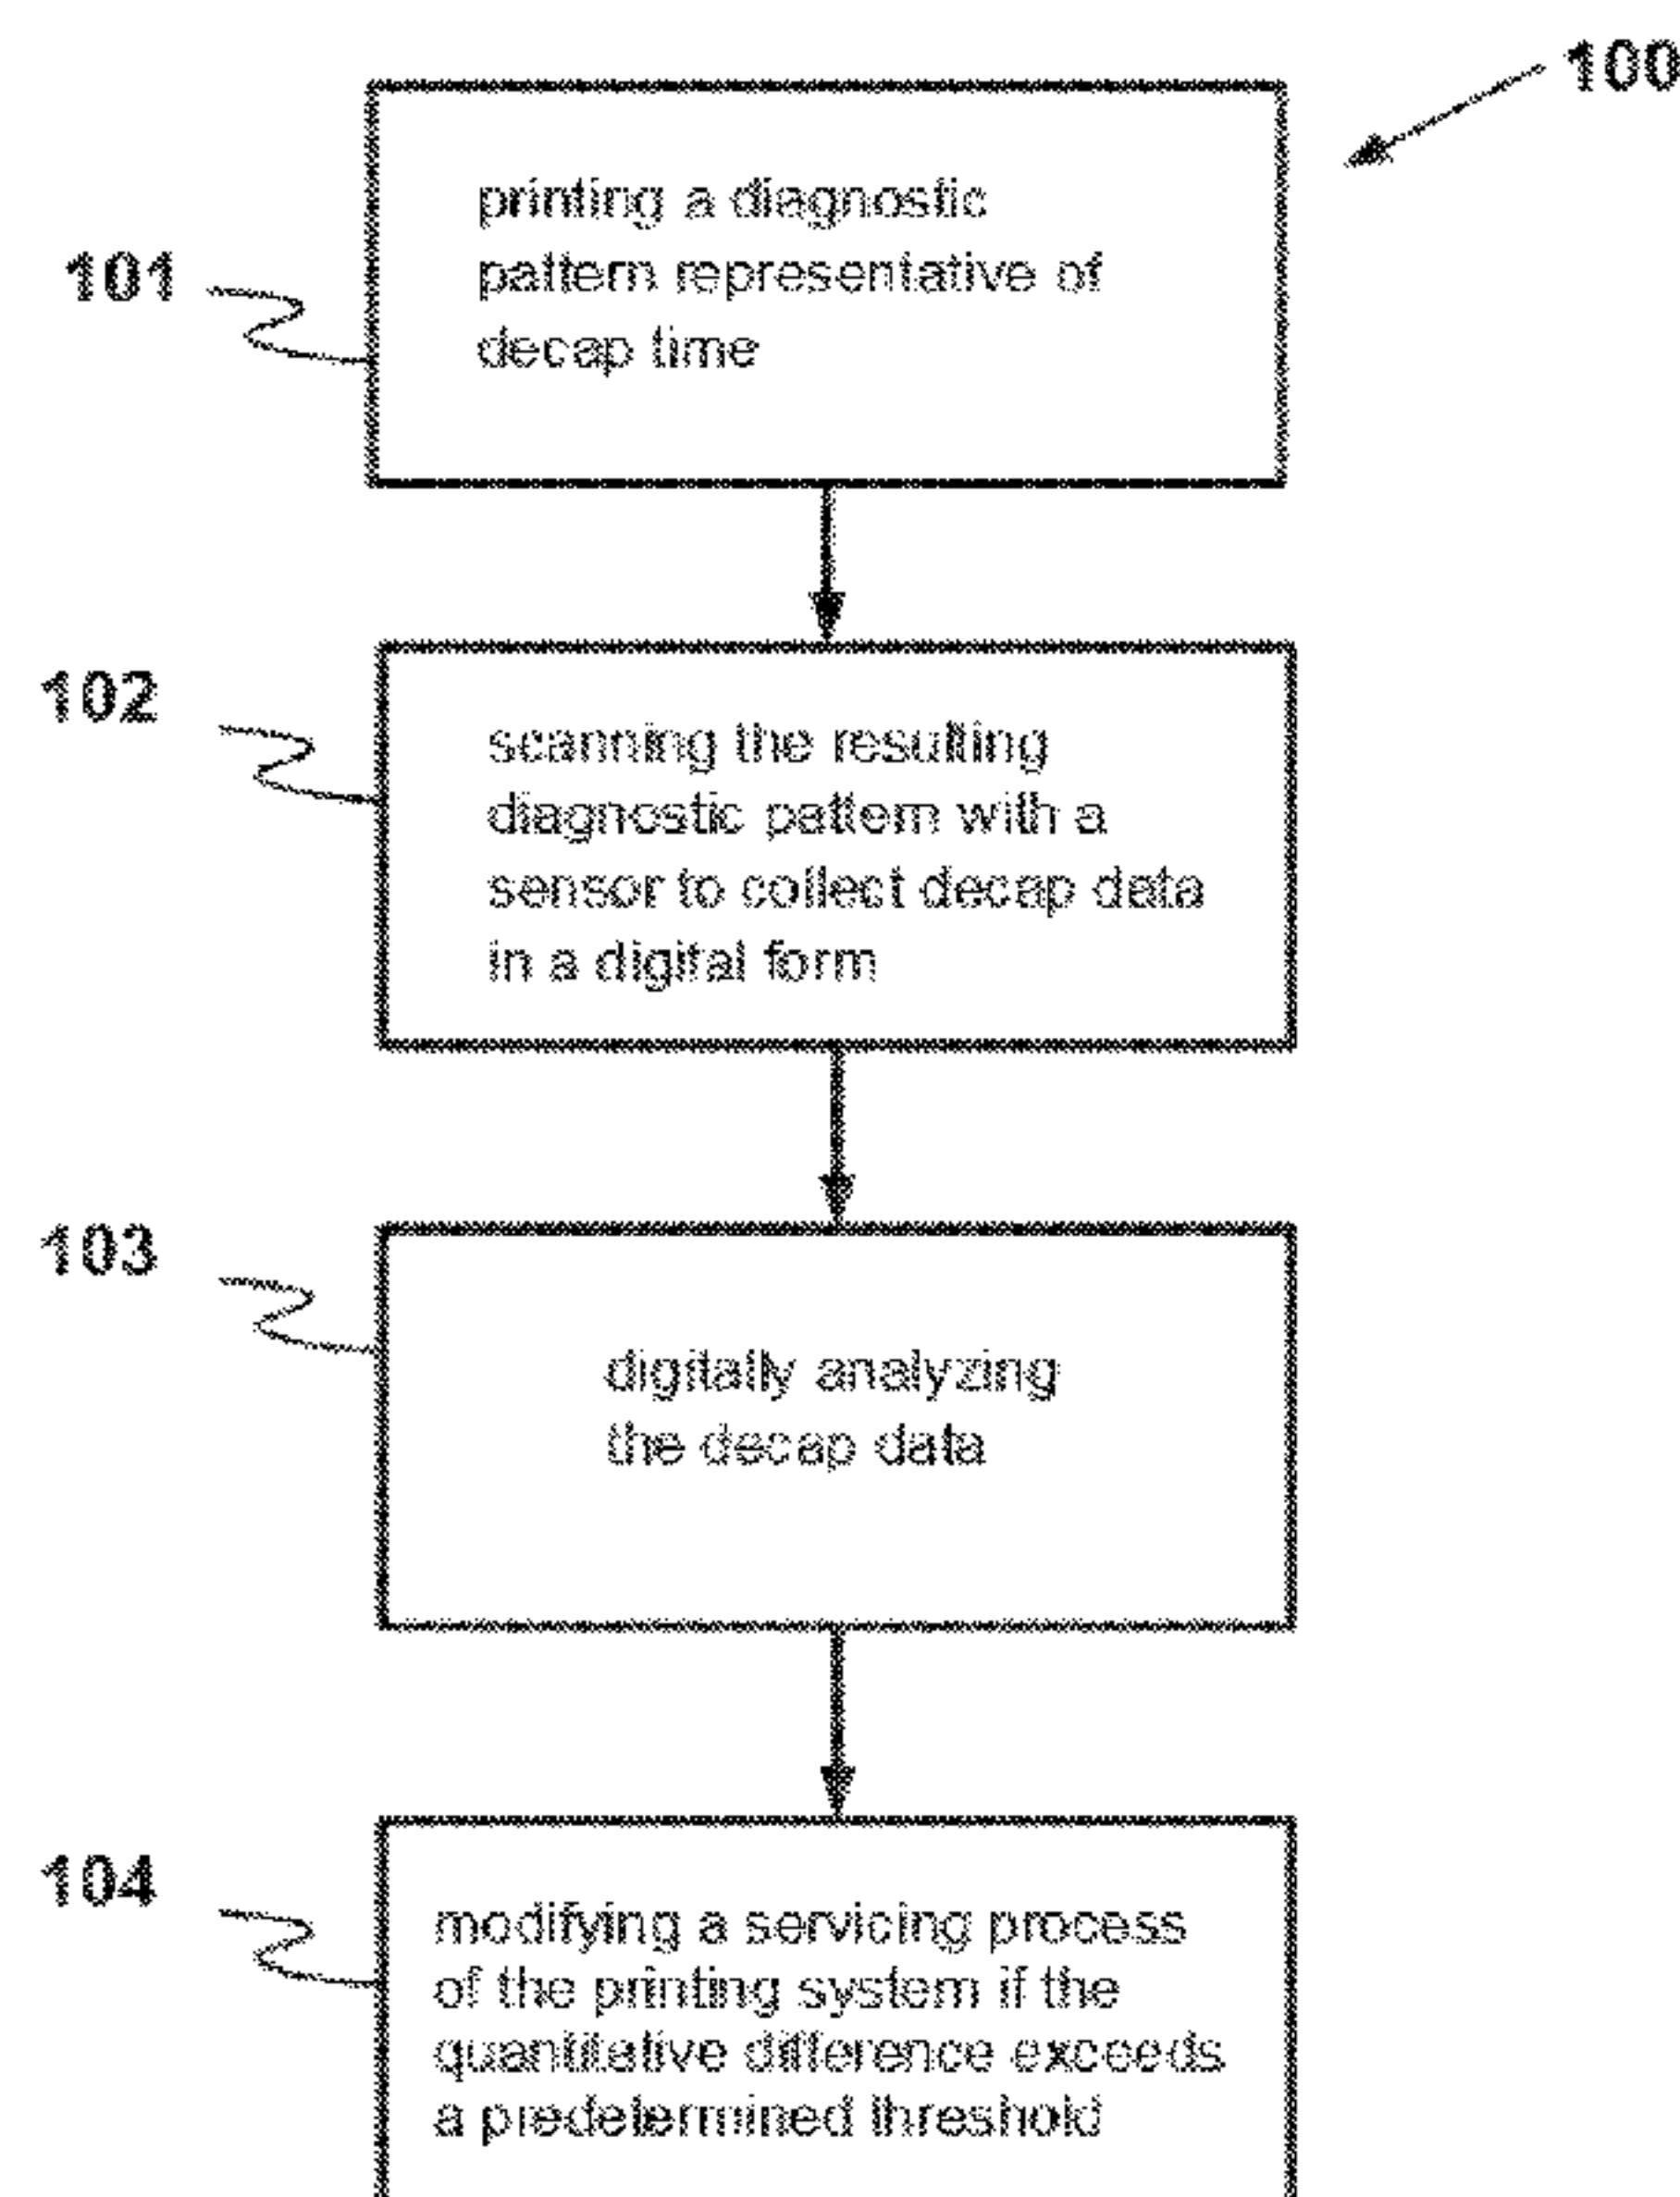 100
printing a diagnostic
pattern representative of
decap time
101
scanning the resulting
diagnostic pattern with a
sensor to collect decap data
in a digital form
102
digitally analyzing
the decap data
103
modifying a servicing process
of the printing system if the
quantitative difference exceeds
a predetermined threshold
104